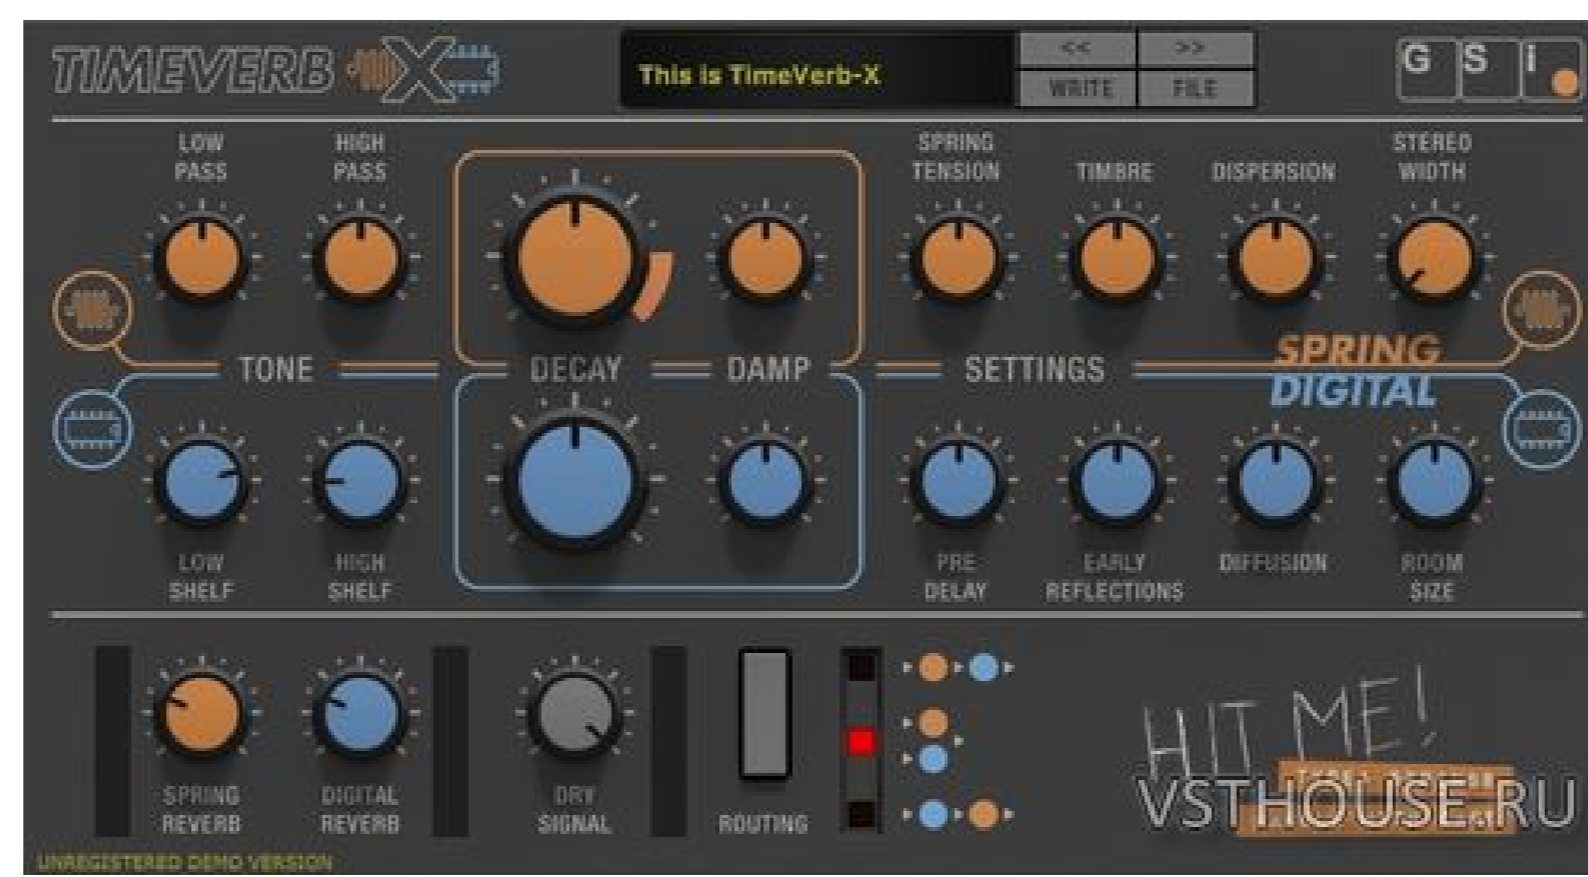 TIMEVERB X
This is TimeVerb-X
<< >>
WRITE FILE
G S i
LOW PASS
HIGH PASS
SPRING TENSION
TIMBRE
DISPERSION
STEREO WIDTH
TONE
DECAY
DAMP
SETTINGS
SPRING
DIGITAL
LOW SHELF
HIGH SHELF
PRE DELAY
EARLY REFLECTIONS
DIFFUSION
ROOM SIZE
SPRING REVERB
DIGITAL REVERB
DRY SIGNAL
ROUTING
HIT ME!
VSTHOUSE.RU
UNREGISTERED DEMO VERSION